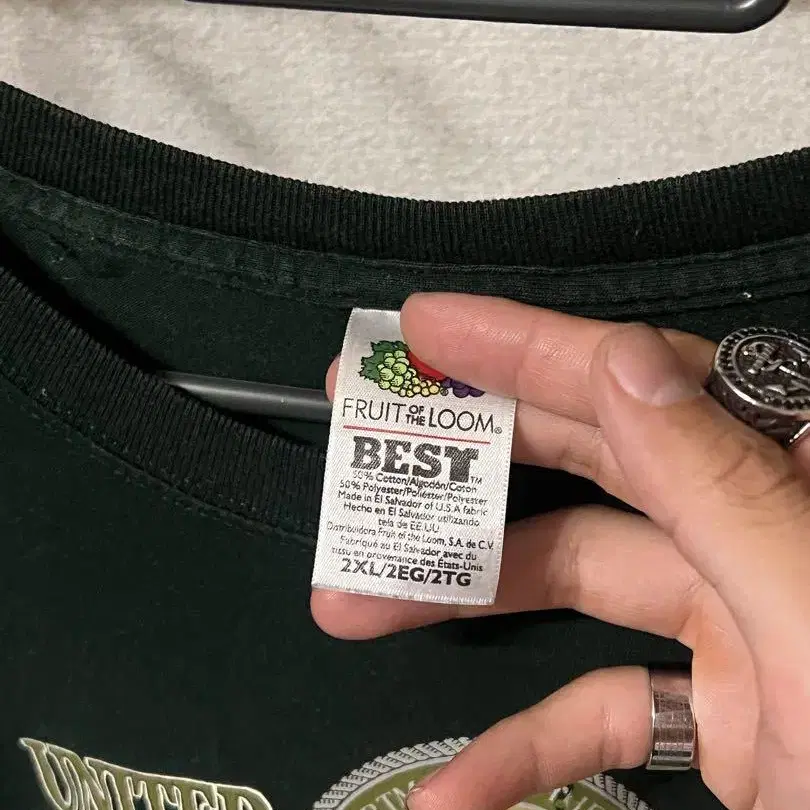 FRUIT OF THE LOOM®
BEST™
50% Cotton/Algodón/Coton
50% Polyester/Poliéster/Polyester
Made in El Salvador of U.S.A fabric
Hecho en El Salvador utilizando
tela de EE.UU.
Distribuidora Fruit of the Loom, S.A. de C.V.
Fabriqué au El Salvador avec du
tissu en provenance des États-Unis
2XL/2EG/2TG
UNITED